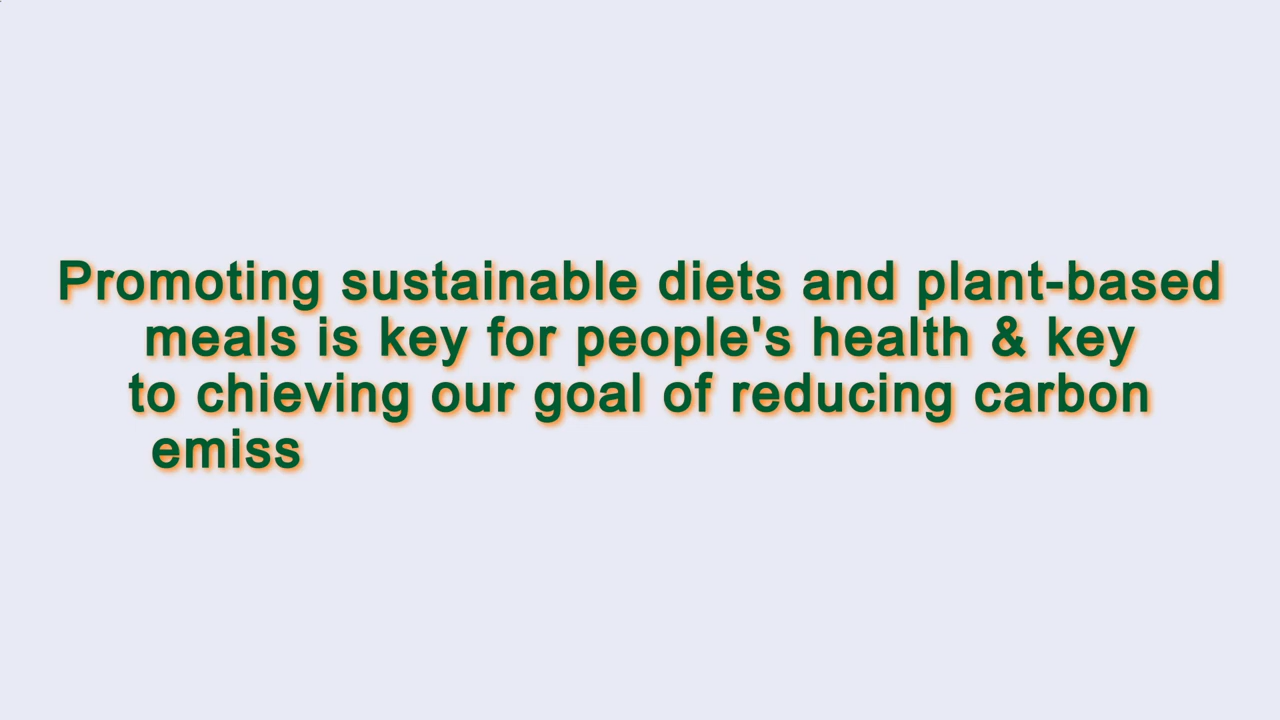 Promoting sustainable diets and plant-based
meals is key for people's health & key
to chieving our goal of reducing carbon
emiss